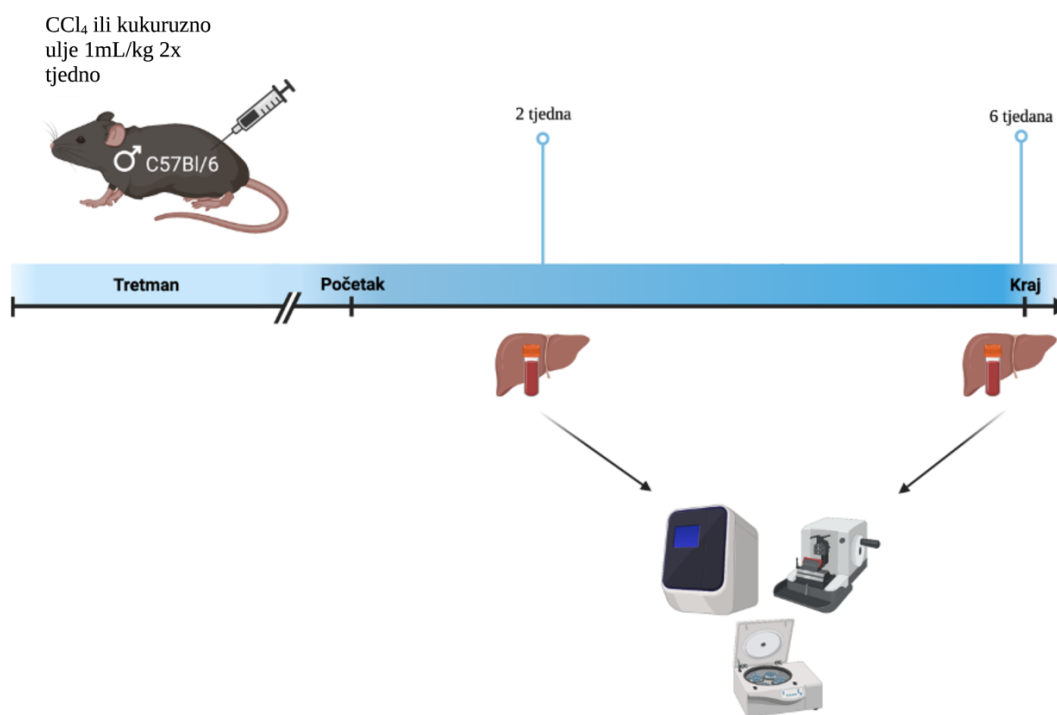 CCl₄ ili kukuruzno
ulje 1mL/kg 2x
tjedno
♂ C57Bl/6
2 tjedna
6 tjedana
Tretman
Početak
Kraj